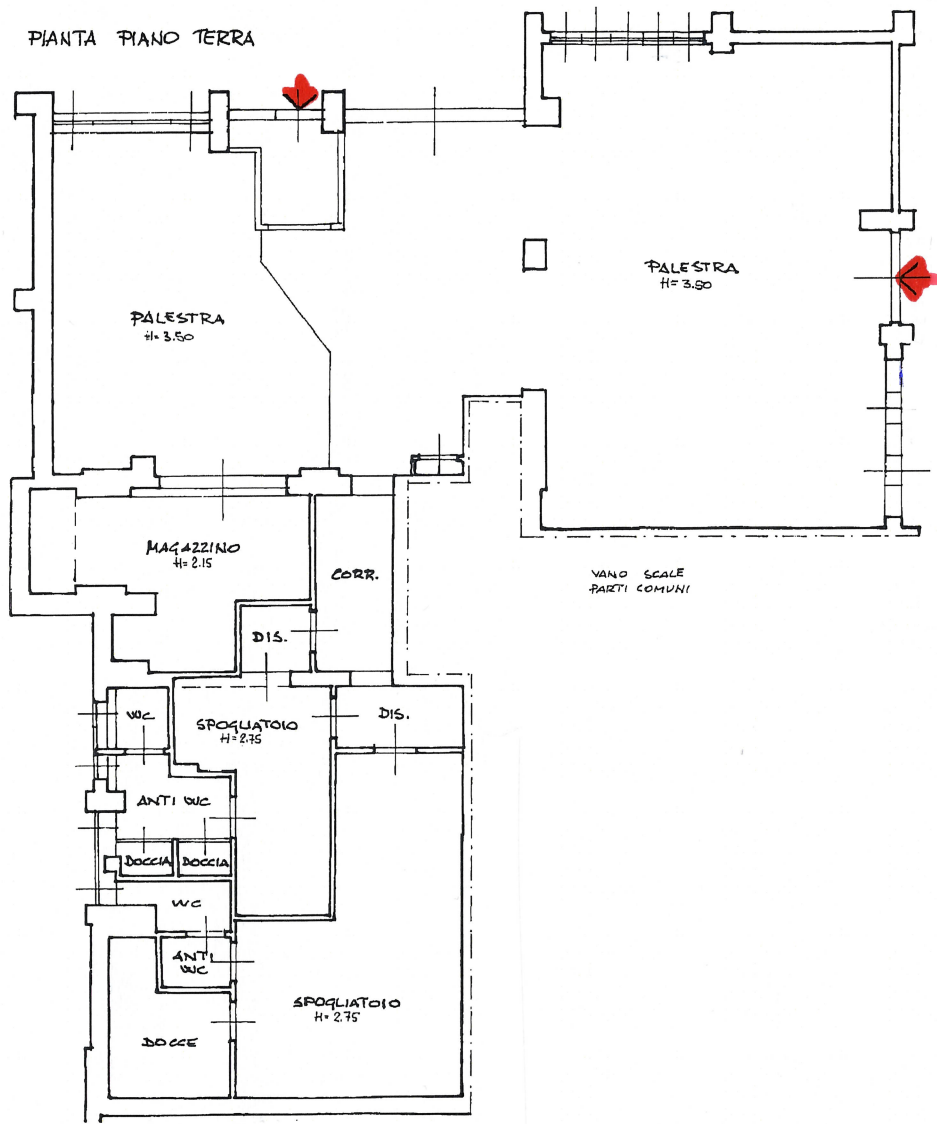 PIANTA PIANO TERRA
PALESTRA
H= 3.50
PALESTRA
H= 3.50
MAGAZZINO
H= 2.15
CORR.
VANO SCALE
PARTI COMUNI
DIS.
WC
SPOGLIATOIO
H= 2.75
DIS.
ANTI WC
DOCCIA
DOCCIA
WC
ANTI
WC
SPOGLIATOIO
H= 2.75
DOCCE